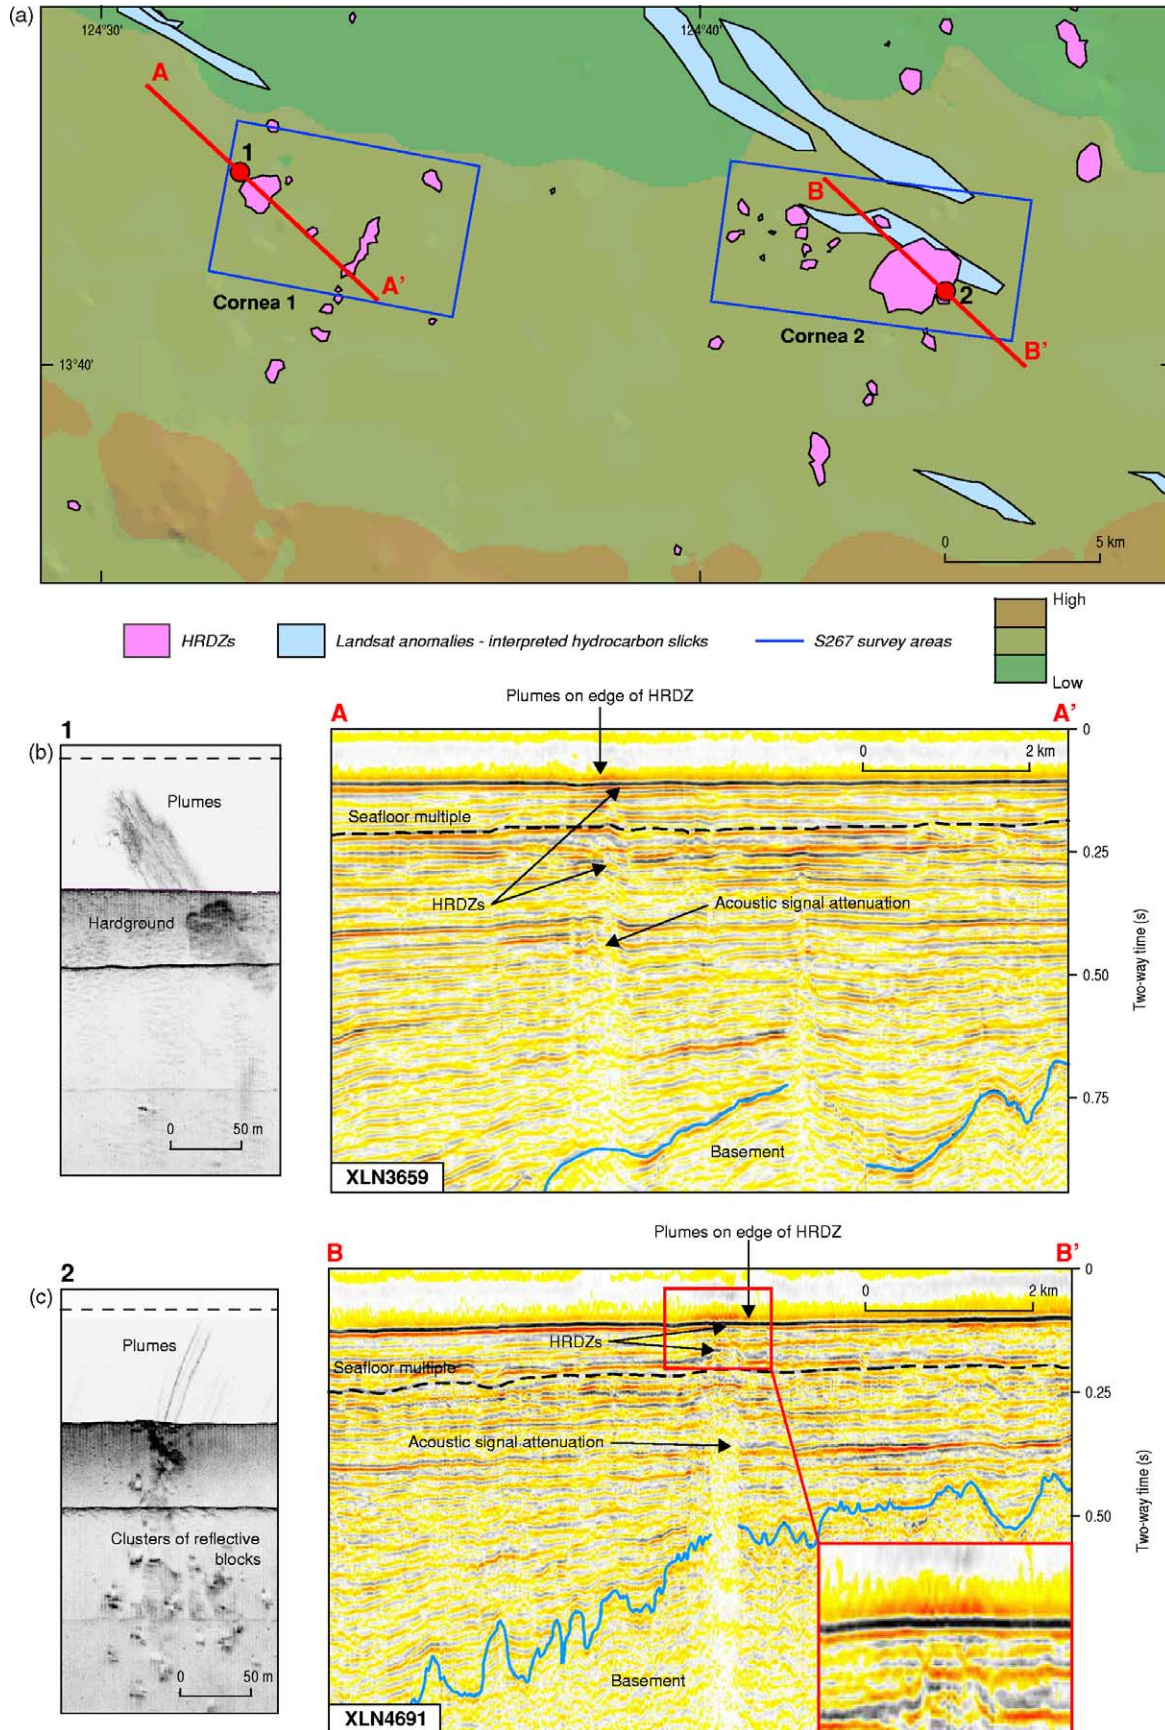 (a)
124°30'
124°40'
A
1
B
A'
Cornea 1
2
Cornea 2
B'
13°40'
0 5 km
HRDZs
Landsat anomalies - interpreted hydrocarbon slicks
S267 survey areas
High
Low
Plumes on edge of HRDZ
1
A
A'
(b)
Plumes
Hardground
0 50 m
0 2 km
Seafloor multiple
HRDZs
Acoustic signal attenuation
Basement
XLN3659
0
0.25
0.50
0.75
Two-way time (s)
Plumes on edge of HRDZ
2
B
B'
(c)
Plumes
Clusters of reflective
blocks
0 50 m
0 2 km
HRDZs
Seafloor multiple
Acoustic signal attenuation
Basement
XLN4691
0
0.25
0.50
Two-way time (s)